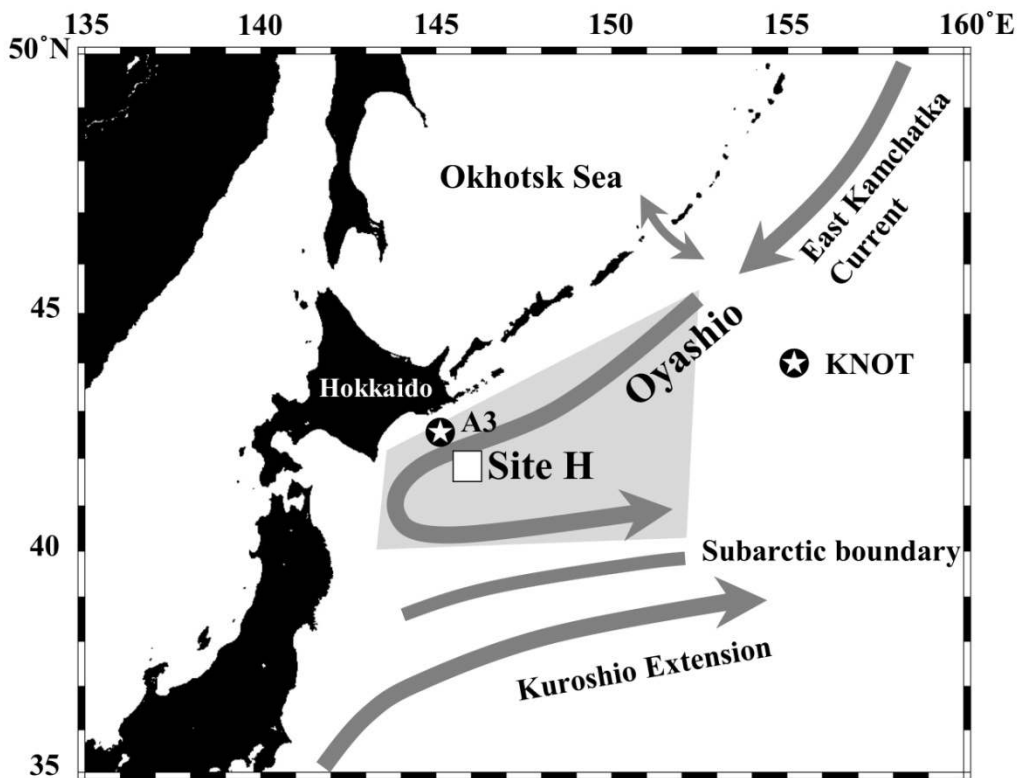 135 140 145 150 155 160˚E
50˚N
Okhotsk Sea
East Kamchatka
Current
45
Oyashio
KNOT
Hokkaido
A3
Site H
40
Subarctic boundary
Kuroshio Extension
35